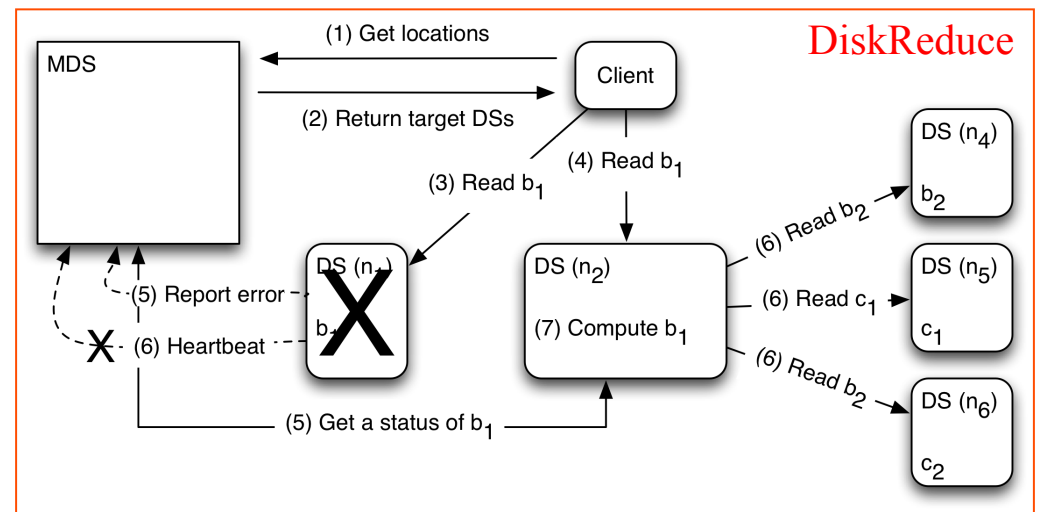 DiskReduce
(1) Get locations
MDS
Client
(2) Return target DSs
DS (n4)
b2
(4) Read b1
(3) Read b1
(6) Read b2
DS (n1)
b1
DS (n2)
(7) Compute b1
DS (n5)
c1
(6) Read c1
(5) Report error
X
X
(6) Heartbeat
(6) Read b2
DS (n6)
c2
(5) Get a status of b1